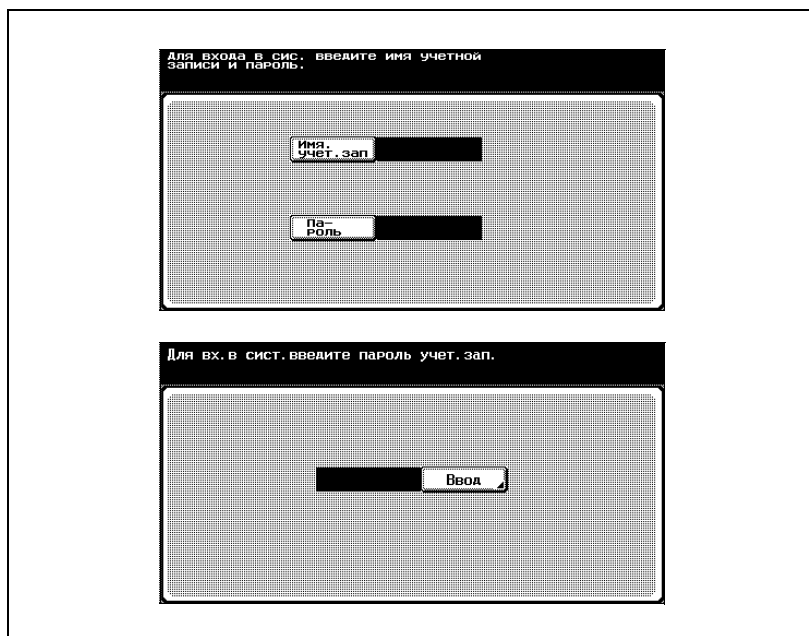 Для входа в сис. введите имя учетной
записи и пароль.
Имя.
учет.зап
Па-
роль
Для вх.в сист.введите пароль учет.зап.
Ввод